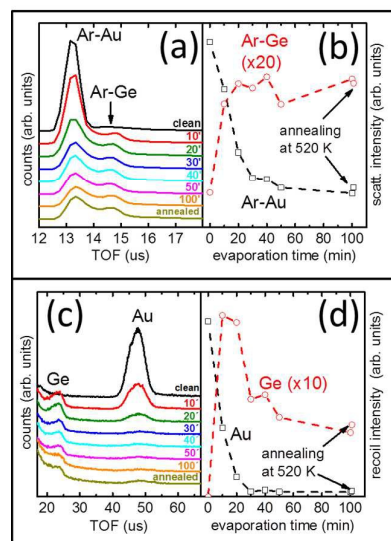 (a)
Ar-Au
Ar-Ge
clean
10'
20'
30'
40'
50'
100'
annealed
counts (arb. units)
12 13 14 15 16 17
TOF (us)
(b)
Ar-Ge
(x20)
annealing
at 520 K
Ar-Au
scatt. intensity (arb. units)
0 20 40 60 80 100
evaporation time (min)
(c)
Au
Ge
clean
10'
20'
30'
40'
50'
100'
annealed
counts (arb. units)
20 40 60 80
TOF (us)
(d)
Ge (x10)
Au
annealing
at 520 K
recoil intensity (arb. units)
0 20 40 60 80 100
evaporation time (min)